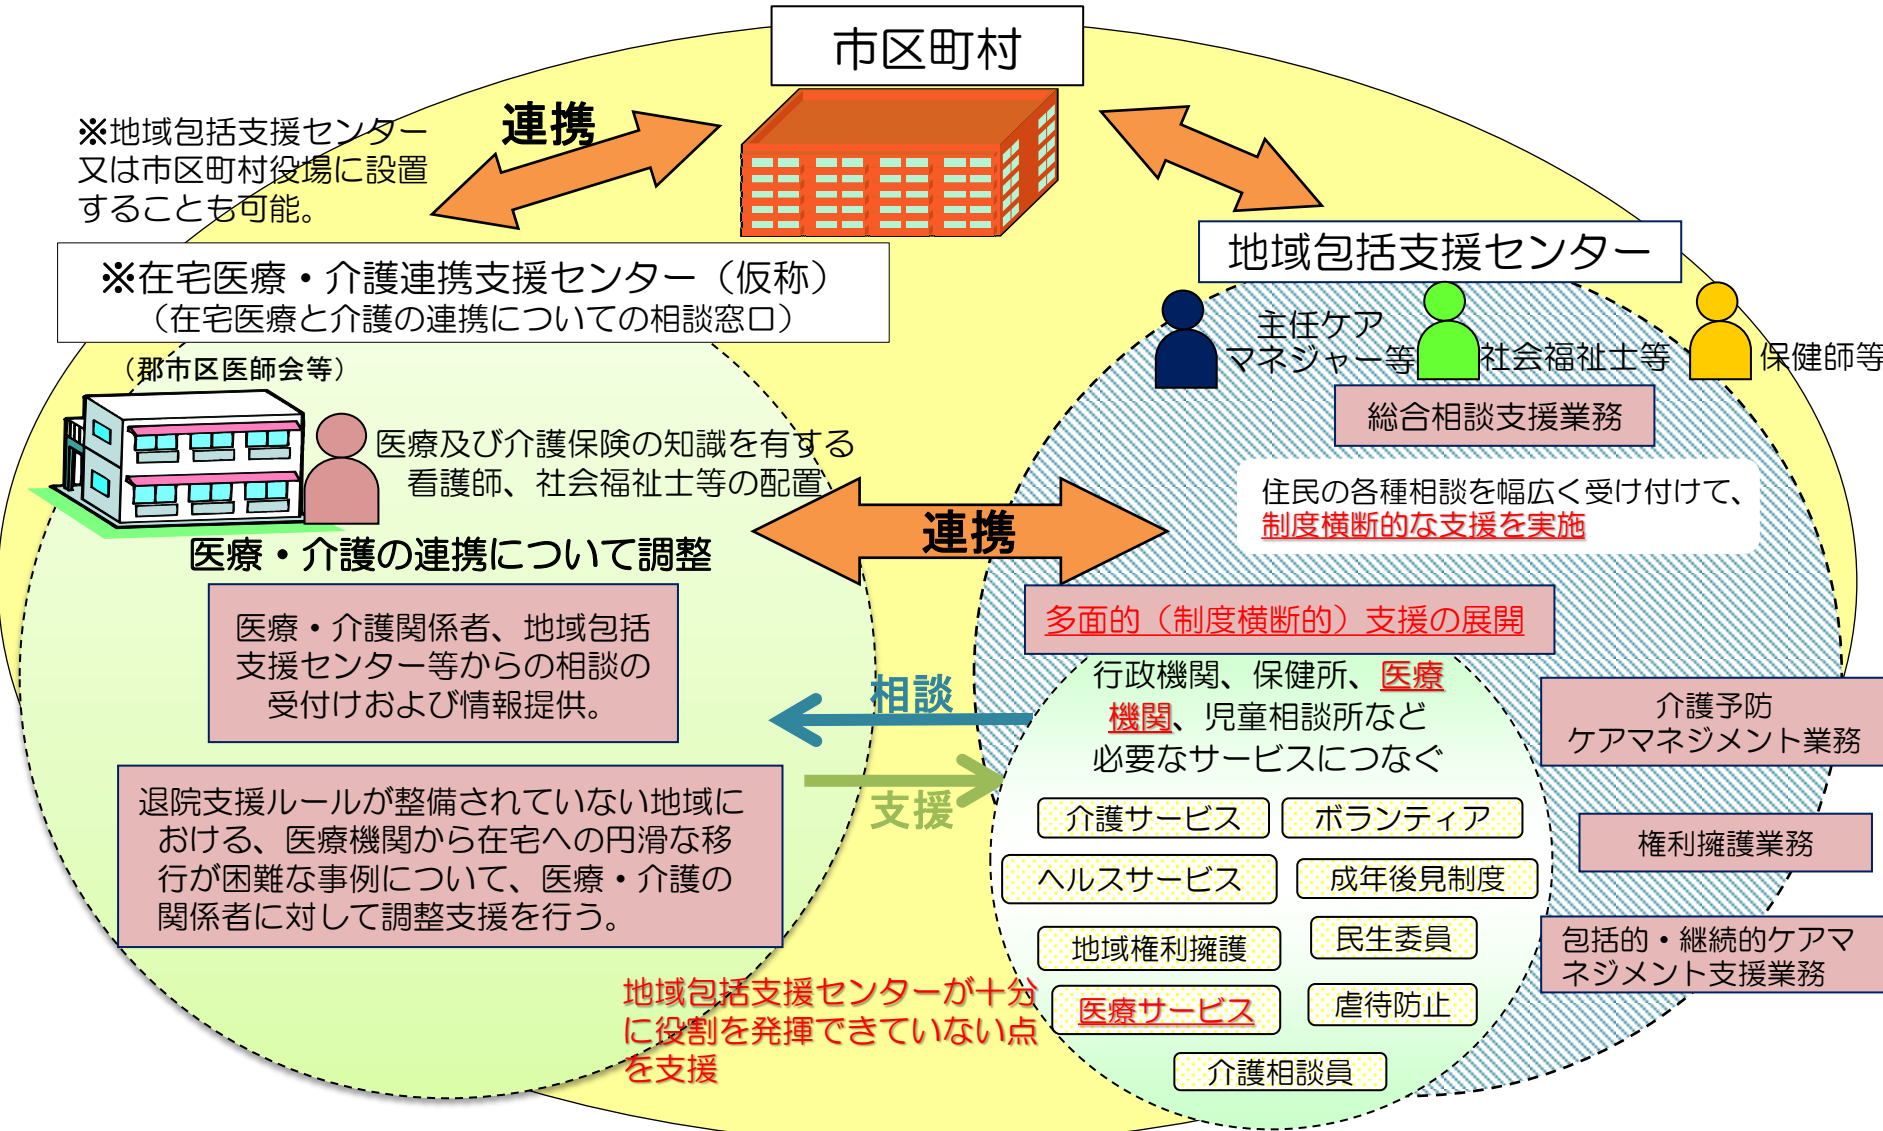 市区町村
連携
※地域包括支援センター
又は市区町村役場に設置
することも可能。
※在宅医療・介護連携支援センター（仮称）
（在宅医療と介護の連携についての相談窓口）
（郡市区医師会等）
医療及び介護保険の知識を有する
看護師、社会福祉士等の配置
医療・介護の連携について調整
医療・介護関係者、地域包括
支援センター等からの相談の
受付けおよび情報提供。
退院支援ルールが整備されていない地域に
おける、医療機関から在宅への円滑な移
行が困難な事例について、医療・介護の
関係者に対して調整支援を行う。
連携
相談
支援
地域包括支援センターが十分
に役割を発揮できていない点
を支援
地域包括支援センター
主任ケア
マネジャー等
社会福祉士等
保健師等
総合相談支援業務
住民の各種相談を幅広く受け付けて、
制度横断的な支援を実施
多面的（制度横断的）支援の展開
行政機関、保健所、医療
機関、児童相談所など
必要なサービスにつなぐ
介護サービス
ボランティア
ヘルスサービス
成年後見制度
地域権利擁護
民生委員
医療サービス
虐待防止
介護相談員
介護予防
ケアマネジメント業務
権利擁護業務
包括的・継続的ケアマ
ネジメント支援業務